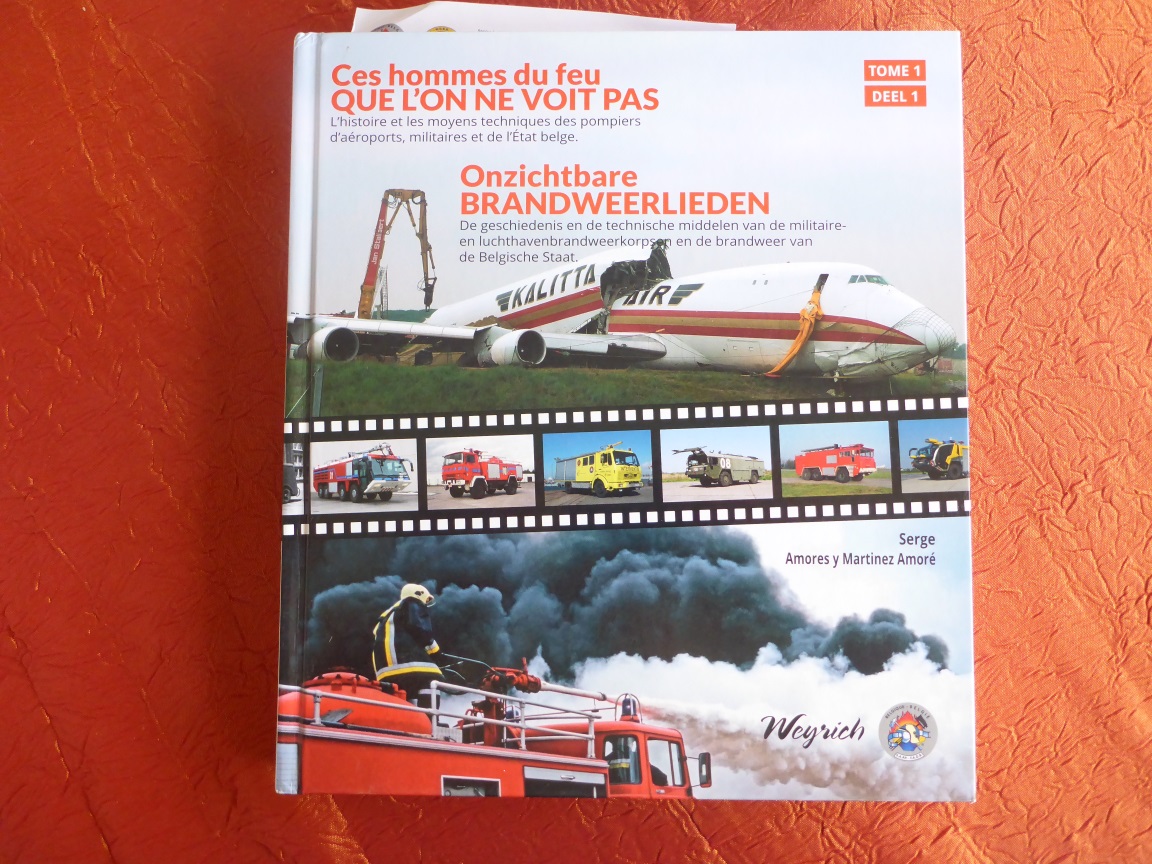 Ces hommes du feu
QUE L'ON NE VOIT PAS
L'histoire et les moyens techniques des pompiers
d'aéroports, militaires et de l'État belge.
TOME 1
DEEL 1
Onzichtbare
BRANDWEERLIEDEN
De geschiedenis en de technische middelen van de militaire-
en luchthavenbrandweerkorpsen en de brandweer van
de Belgische Staat.
KALITTA AIR
Serge
Amores y Martinez Amoré
Weyrich